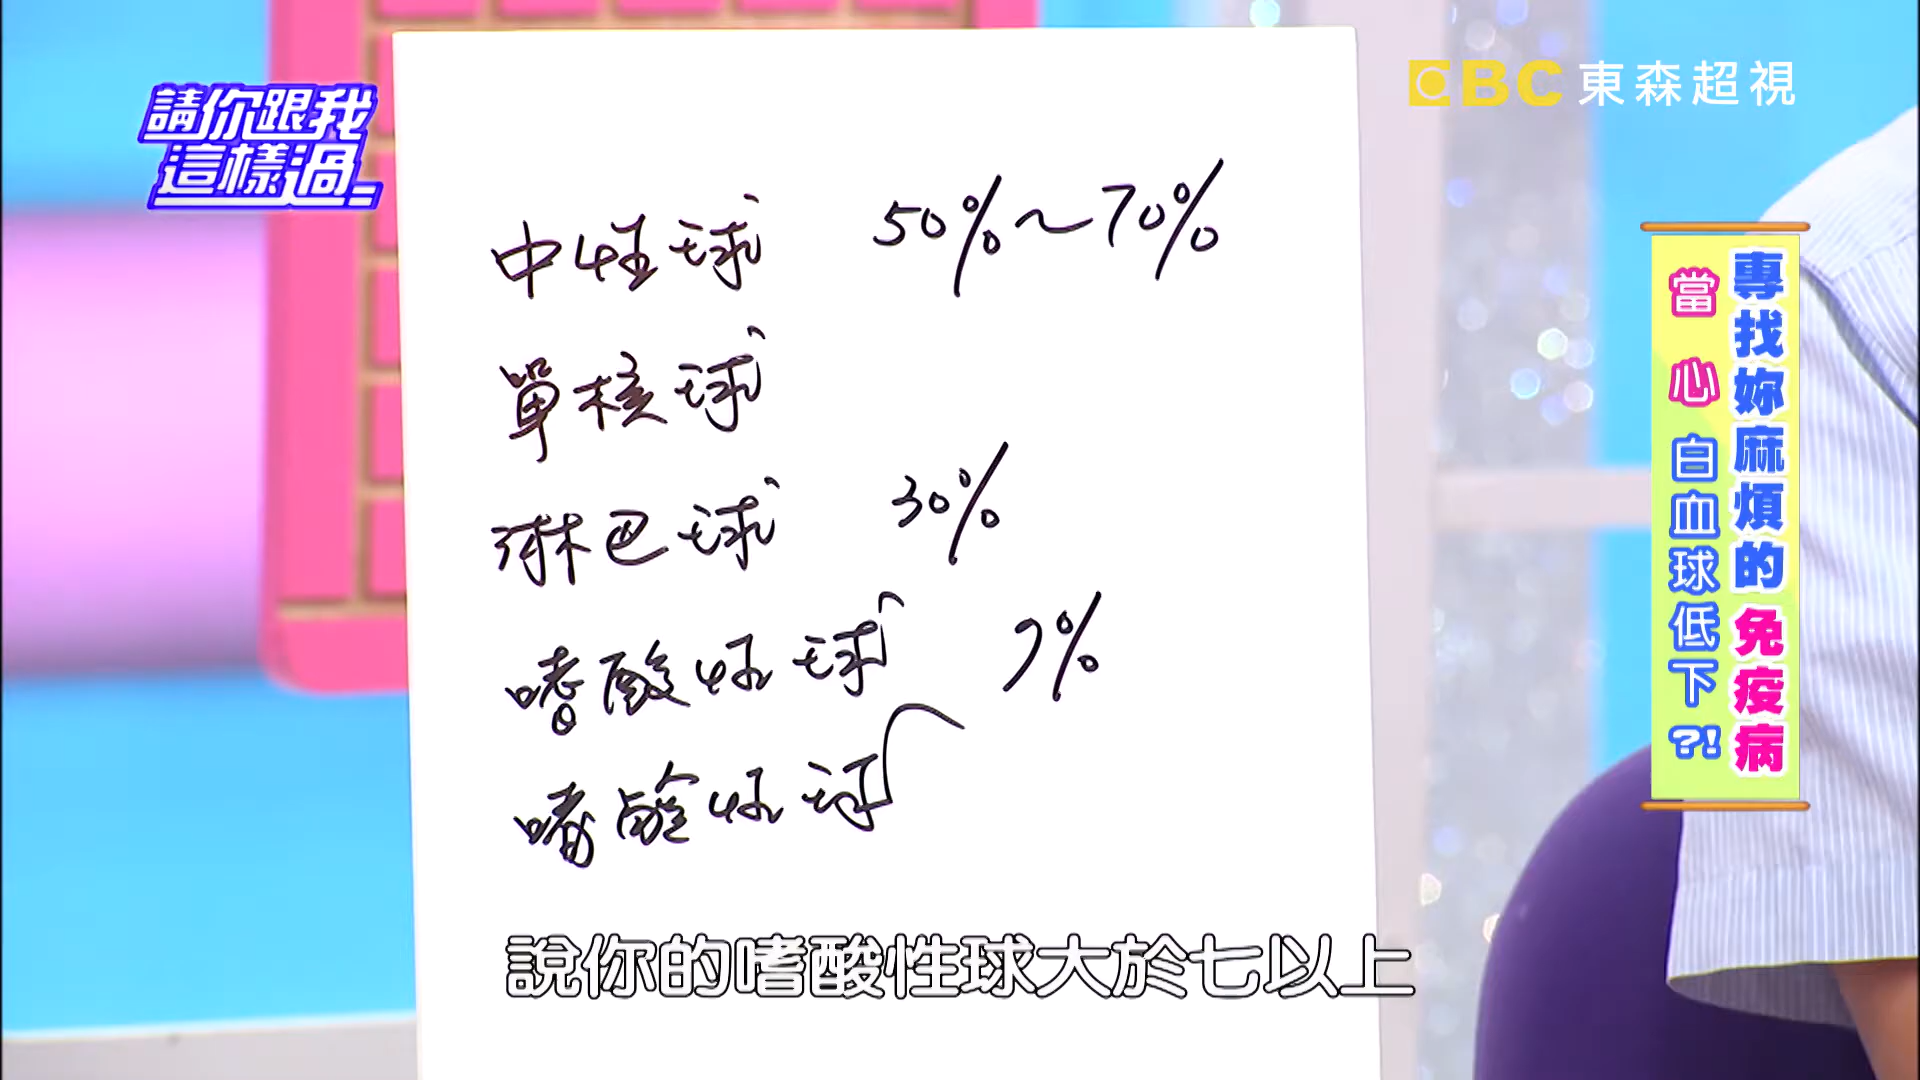 請你跟我
這樣過
EBC 東森超視
中性球 50%～70%
單核球
淋巴球 30%
嗜酸性球 7%
嗜鹼性球
專找妳麻煩的免疫病
當心白血球低下?!
說你的嗜酸性球大於七以上